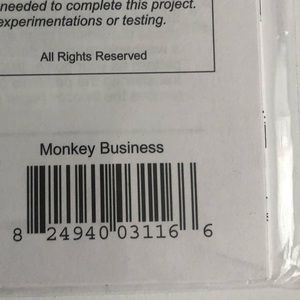 needed to complete this project.
experimentations or testing.
All Rights Reserved
Monkey Business
8 24940 03116 6